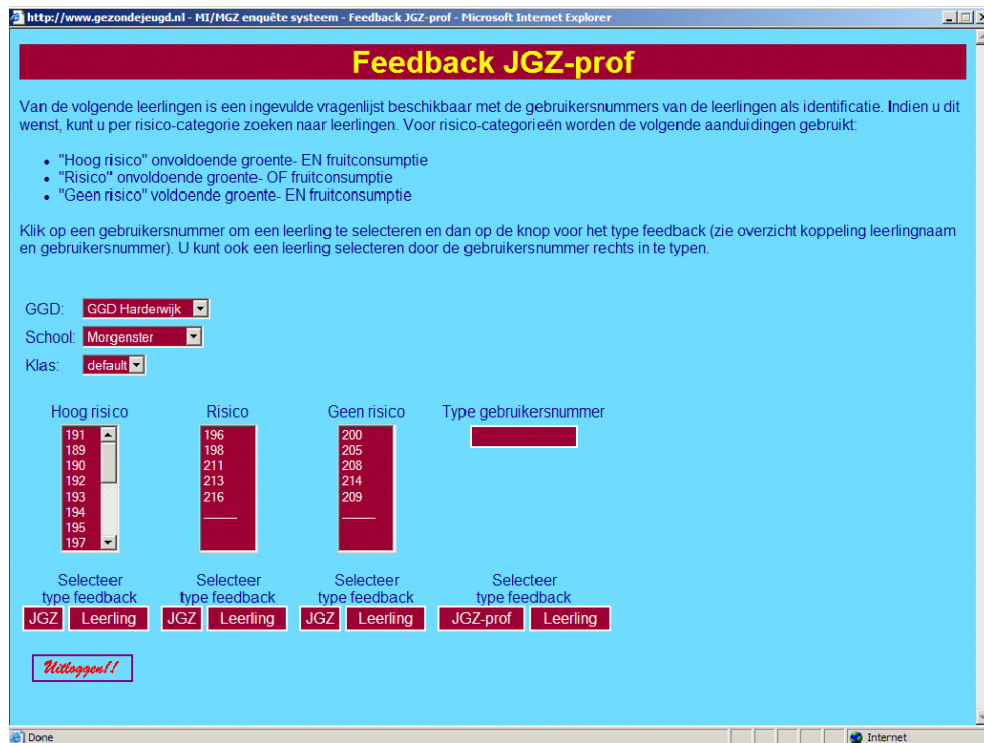 http://www.gezondejeugd.nl - MI/MGZ enquête systeem - Feedback JGZ-prof - Microsoft Internet Explorer
Feedback JGZ-prof
Van de volgende leerlingen is een ingevulde vragenlijst beschikbaar met de gebruikersnummers van de leerlingen als identificatie. Indien u dit
wenst, kunt u per risico-categorie zoeken naar leerlingen. Voor risico-categorieën worden de volgende aanduidingen gebruikt:
• "Hoog risico" onvoldoende groente- EN fruitconsumptie
• "Risico" onvoldoende groente- OF fruitconsumptie
• "Geen risico" voldoende groente- EN fruitconsumptie
Klik op een gebruikersnummer om een leerling te selecteren en dan op de knop voor het type feedback (zie overzicht koppeling leerlingnaam
en gebruikersnummer). U kunt ook een leerling selecteren door de gebruikersnummer rechts in te typen.
GGD: GGD Harderwijk
School: Morgenster
Klas: default
Hoog risico Risico Geen risico Type gebruikersnummer
191 196 200
189 198 205
190 211 208
192 213 214
193 216 209
194
195
197
Selecteer Selecteer Selecteer Selecteer
type feedback type feedback type feedback type feedback
JGZ Leerling JGZ Leerling JGZ Leerling JGZ-prof Leerling
Uitloggen!!
Done Internet